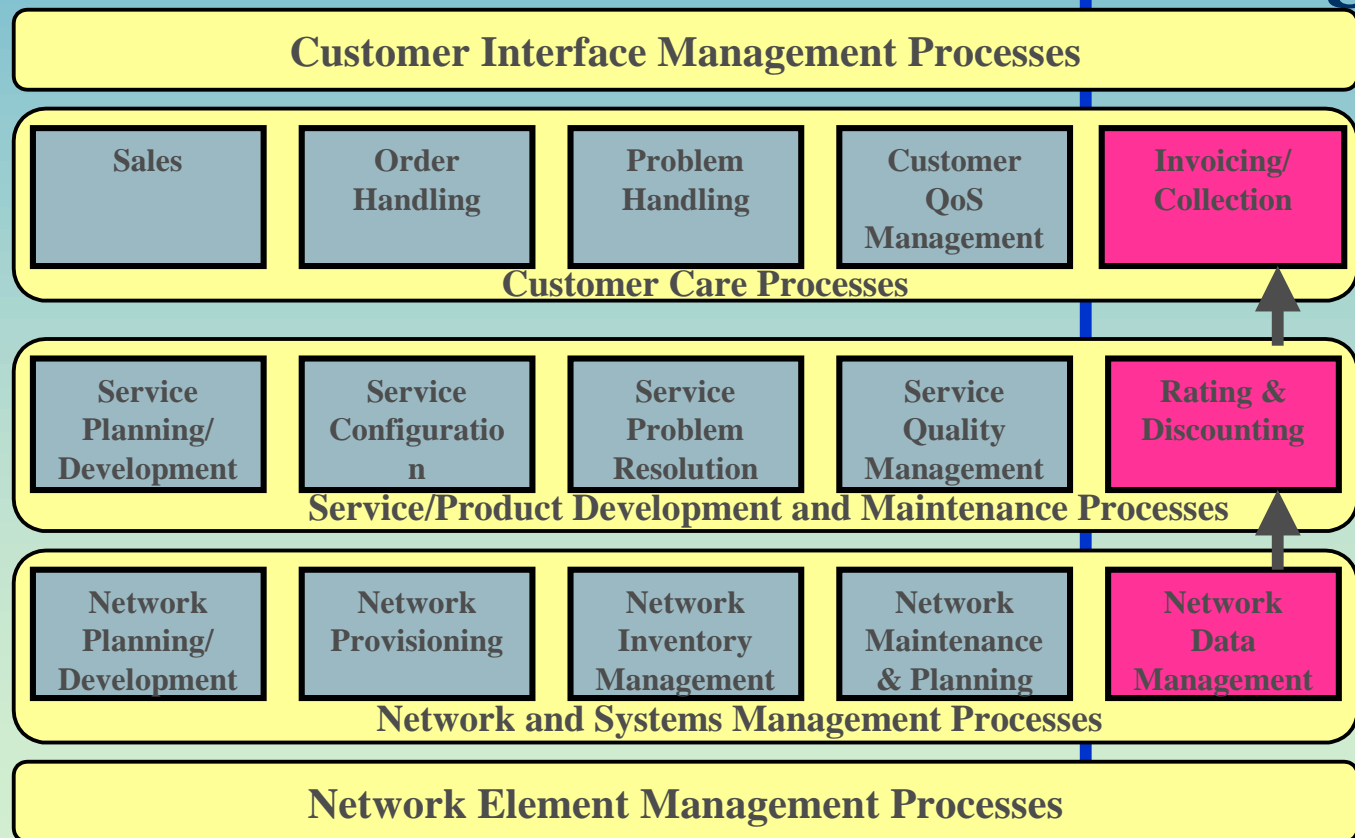 Customer Interface Management Processes
Sales
Order
Handling
Problem
Handling
Customer
QoS
Management
Invoicing/
Collection
Customer Care Processes
Service
Planning/
Development
Service
Configuratio
n
Service
Problem
Resolution
Service
Quality
Management
Rating &
Discounting
Service/Product Development and Maintenance Processes
Network
Planning/
Development
Network
Provisioning
Network
Inventory
Management
Network
Maintenance
& Planning
Network
Data
Management
Network and Systems Management Processes
Network Element Management Processes